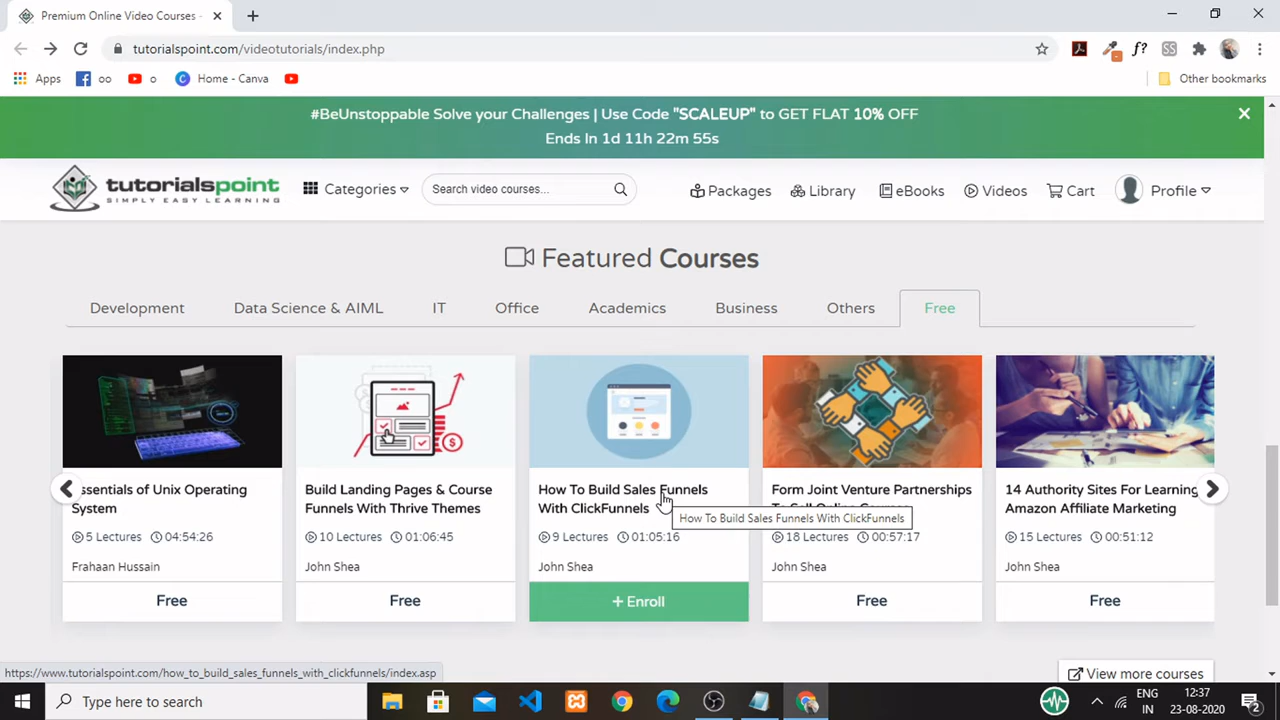 Premium Online Video Courses -
tutorialspoint.com/videotutorials/index.php
Apps oo o Home - Canva Other bookmarks
#BeUnstoppable Solve your Challenges | Use Code "SCALEUP" to GET FLAT 10% OFF
Ends In 1d 11h 22m 55s
tutorialspoint
SIMPLY EASY LEARNING
Categories Search video courses... Packages Library eBooks Videos Cart Profile
Featured Courses
Development Data Science & AIML IT Office Academics Business Others Free
ssentials of Unix Operating
System
5 Lectures 04:54:26
Frahaan Hussain
Free
Build Landing Pages & Course
Funnels With Thrive Themes
10 Lectures 01:06:45
John Shea
Free
How To Build Sales Funnels
With ClickFunnels
How To Build Sales Funnels With ClickFunnels
9 Lectures 01:05:16
John Shea
+ Enroll
Form Joint Venture Partnerships
18 Lectures 00:57:17
John Shea
Free
14 Authority Sites For Learning
Amazon Affiliate Marketing
15 Lectures 00:51:12
John Shea
Free
View more courses
https://www.tutorialspoint.com/how_to_build_sales_funnels_with_clickfunnels/index.asp
Type here to search
ENG
IN
12:37
23-08-2020
2